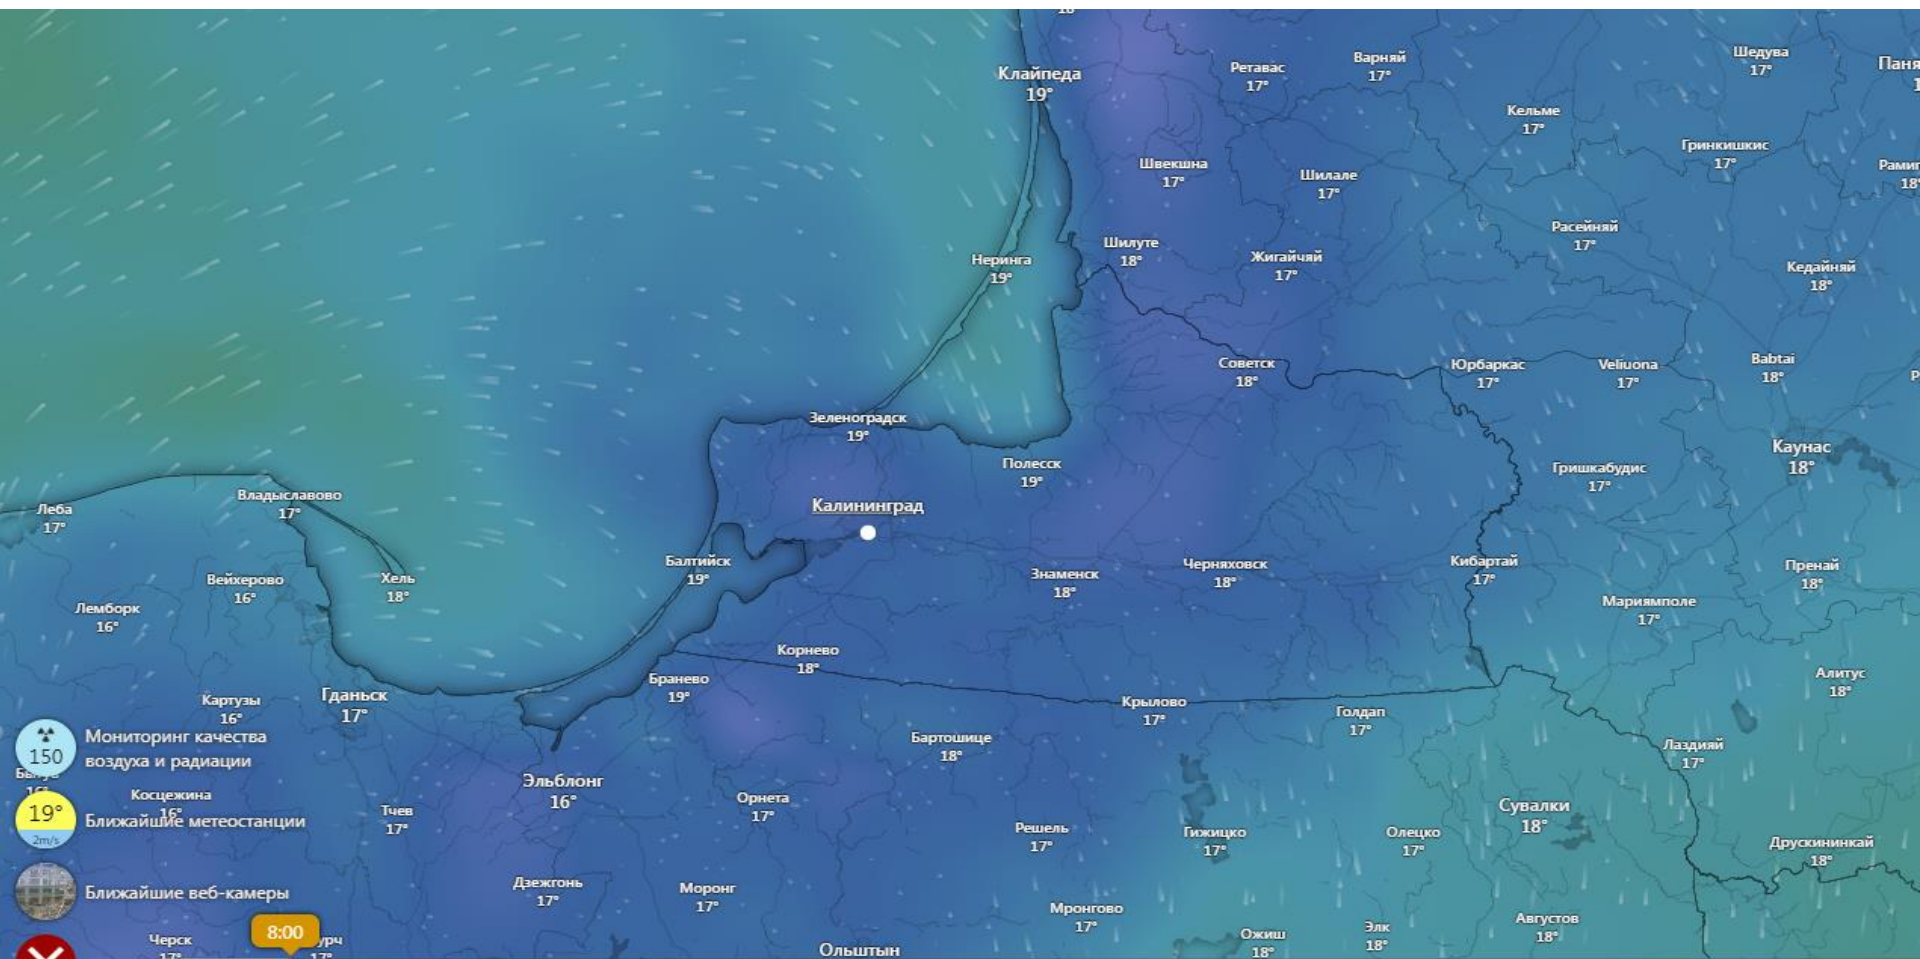 Клайпеда
19°
Ретавас
17°
Варняй
17°
Шедува
17°
Кельме
17°
Гринкишкис
17°
Швекшна
17°
Шилале
17°
18°
Расейняй
17°
Шилуте
18°
Жигайчяй
17°
Неринга
19°
Кедайняй
18°
Советск
18°
Юрбаркас
17°
Veliuona
17°
Babtai
18°
Зеленоградск
19°
Полесск
19°
Каунас
18°
Гришкабудис
17°
Владыславово
17°
Леба
17°
Калининград
Балтийск
19°
Знаменск
18°
Черняховск
18°
Кибартай
17°
Пренай
18°
Вейхерово
16°
Хель
18°
Лемборк
16°
Мариямполе
17°
Корнево
18°
Бранево
19°
Алитус
18°
Картузы
16°
Гданьск
17°
Крылово
17°
Голдап
17°
Бартошице
18°
Лаздияй
17°
150
Мониторинг качества
воздуха и радиации
Эльблонг
16°
Косцежина
16°
Тчев
17°
Орнета
17°
Сувалки
18°
19°
2m/s
Ближайшие метеостанции
Решель
17°
Гижицко
17°
Олецко
17°
Друскининкай
18°
Ближайшие веб-камеры
Дзежгонь
17°
Моронг
17°
Мронгово
17°
Августов
18°
Ожиш
18°
Элк
18°
Черск
17°
8:00
17°
Ольштын